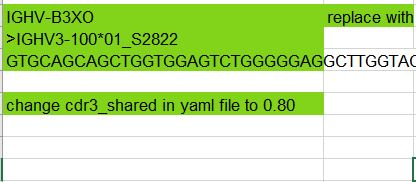 IGHV-B3XO replace with
>IGHV3-100*01_S2822
GTGCAGCAGCTGGTGGAGTCTGGGGGAGGCTTGGTAC
change cdr3_shared in yaml file to 0.80